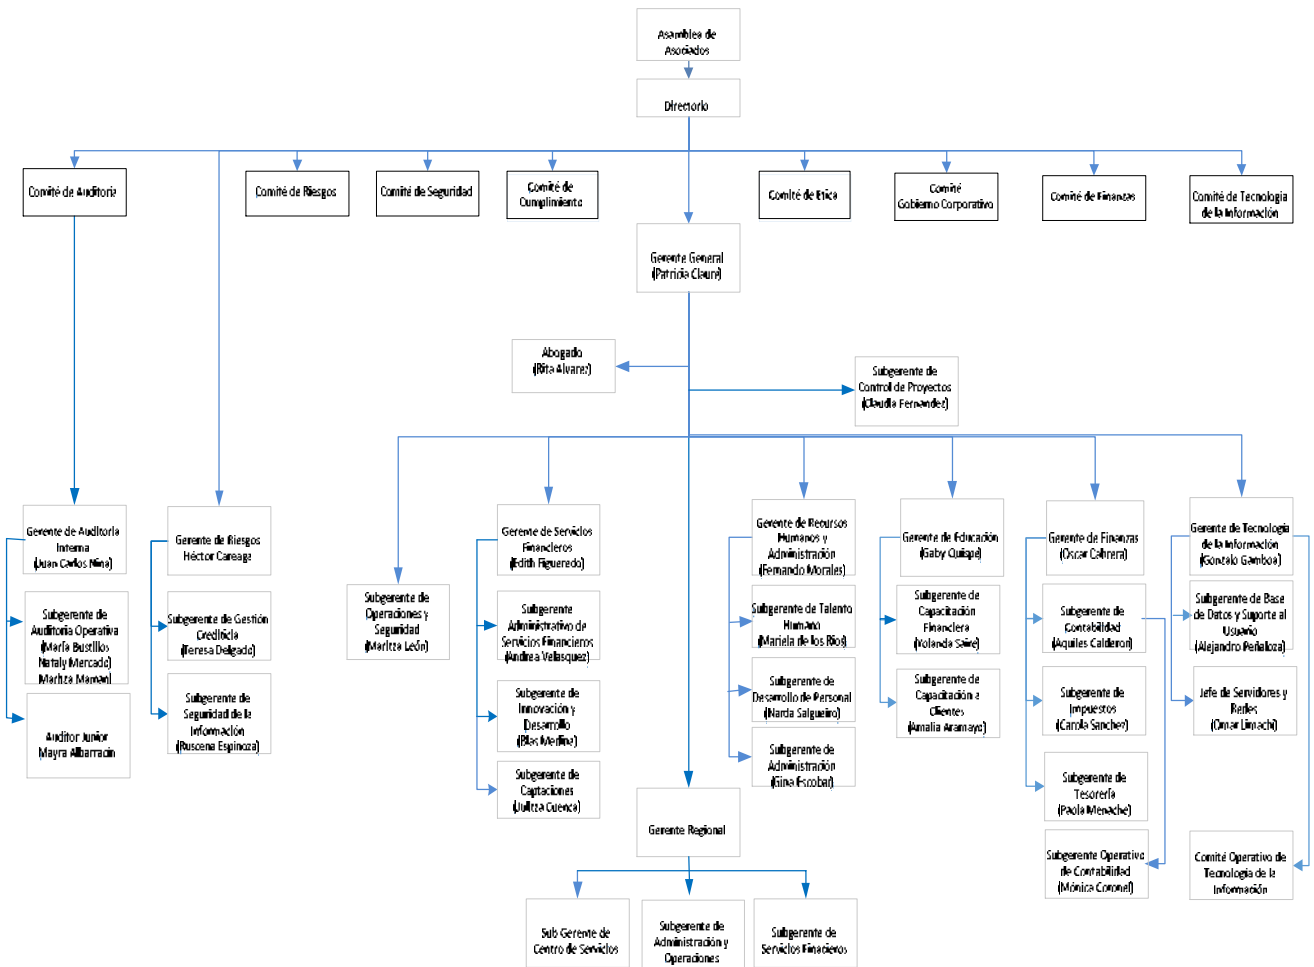 Asamblea de
Asociados
Directorio
Comité de Auditoria
Comité de Riesgos
Comité de Seguridad
Comité de
Cumplimiento
Comité de Etica
Comité
Gobierno Corporativo
Comité de Finanzas
Comité de Tecnología
de la Información
Gerente General
(Patricia Claure)
Abogado
(Rita Alvarez)
Subgerente de
Control de Proyectos
(Claudia Fernandez)
Gerente de Auditoria
Interna
(Juan Carlos Nina)
Gerente de Riesgos
Héctor Careaga
Subgerente de
Operaciones y
Seguridad
(Maritza León)
Gerente de Servicios
Financieros
(Edith Figueredo)
Gerente de Recursos
Humanos y
Administración
(Fernando Morales)
Gerente de Educación
(Gaby Quispe)
Gerente de Finanzas
(Oscar Cabrera)
Gerente de Tecnología
de la Información
(Gonzalo Gamboa)
Subgerente de
Auditoria Operativa
(María Bustillos
Nataly Mercado
Maritza Mamani
Auditor Junior
Mayra Albarracin
Subgerente de Gestión
Crediticia
(Teresa Delgado)
Subgerente de
Seguridad de la
Información
(Ruscena Espinoza)
Subgerente
Administrativo de
Servicios Financieros
(Andrea Velasquez)
Subgerente de
Innovación y
Desarrollo
(Blas Medina)
Subgerente de
Captaciones
(Julitza Cuenca)
Subgerente de Talento
Humano
(Mariela de los Rios)
Subgerente de
Desarrollo de Personal
(Narda Salgueiro)
Subgerente de
Administración
(Gina Escobar)
Subgerente de
Capacitación
Financiera
(Yolanda Saire)
Subgerente de
Capacitación a
Clientes
(Amalia Aramayo)
Subgerente de
Contabilidad
(Aquiles Calderon)
Subgerente de
Impuestos
(Carola Sanchez)
Subgerente de
Tesorería
(Paola Menache)
Subgerente Operativo
de Contabilidad
(Mónica Coronel)
Subgerente de Base
de Datos y Suporte al
Usuario
(Alejandro Peñaloza)
Jefe de Servidores y
Redes
(Omar Limachi)
Comité Operativo de
Tecnología de la
Información
Gerente Regional
Sub Gerente de
Centro de Servicios
Subgerente de
Administración y
Operaciones
Subgerente de
Servicios Finacieros